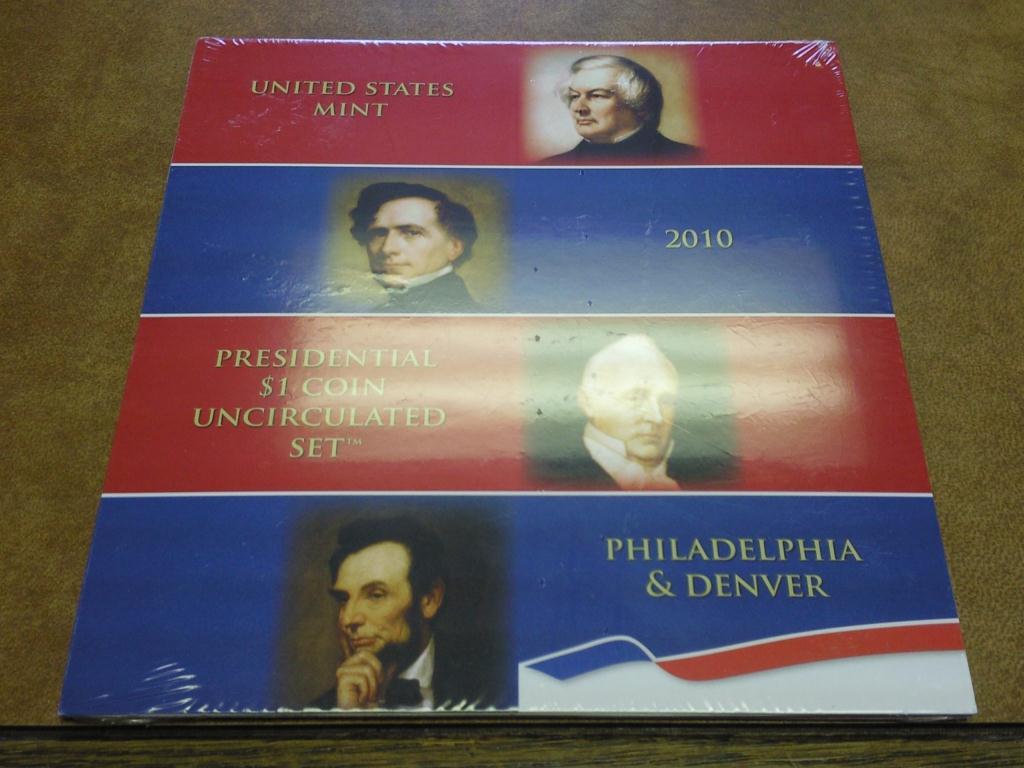 UNITED STATES
MINT
2010
PRESIDENTIAL
$1 COIN
UNCIRCULATED
SET™
PHILADELPHIA
& DENVER